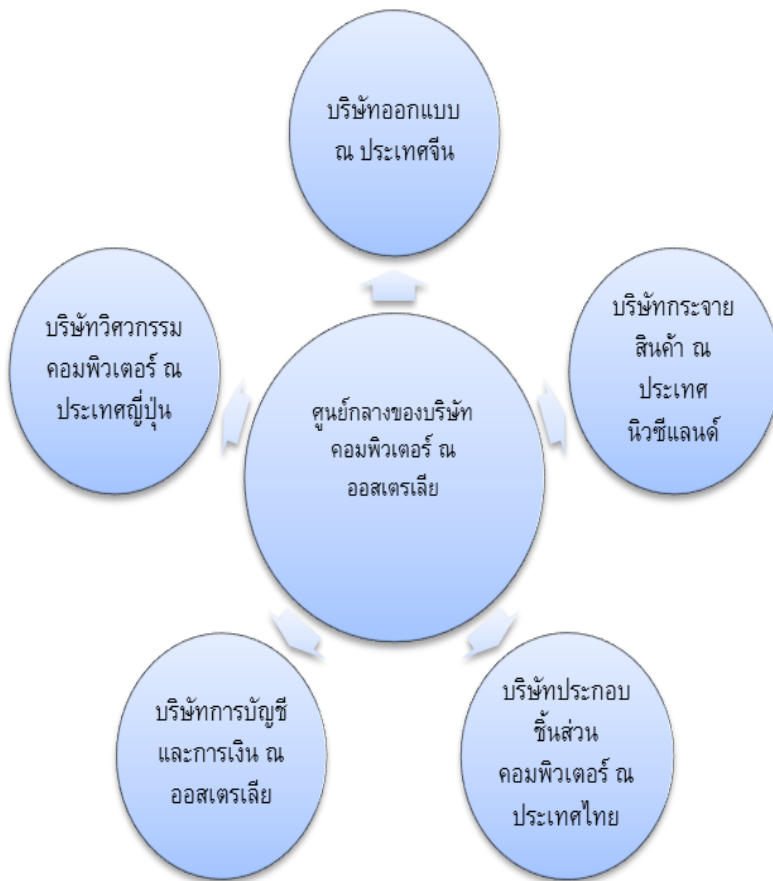 บริษัทออกแบบ
ณ ประเทศจีน
บริษัทวิศวกรรม
คอมพิวเตอร์ ณ
ประเทศญี่ปุ่น
บริษัทกระจาย
สินค้า ณ
ประเทศ
นิวซีแลนด์
ศูนย์กลางของบริษัท
คอมพิวเตอร์ ณ
ออสเตรเลีย
บริษัทการบัญชี
และการเงิน ณ
ออสเตรเลีย
บริษัทประกอบ
ชิ้นส่วน
คอมพิวเตอร์ ณ
ประเทศไทย